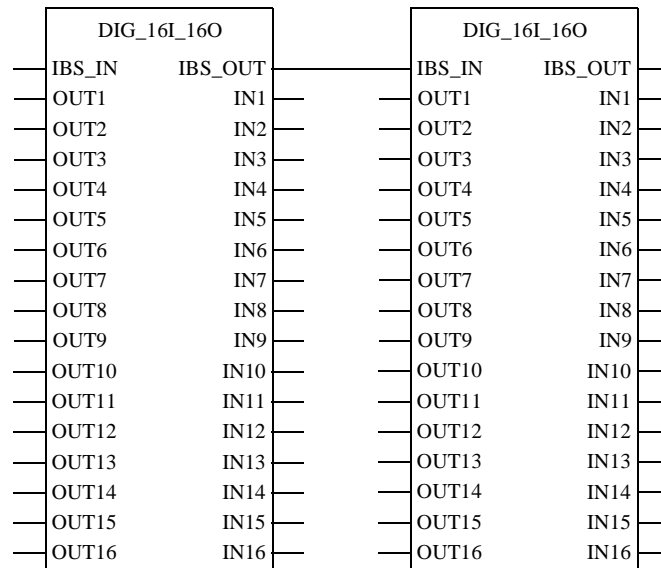 DIG_16I_16O DIG_16I_16O
IBS_IN IBS_OUT IBS_IN IBS_OUT
OUT1 IN1 OUT1 IN1
OUT2 IN2 OUT2 IN2
OUT3 IN3 OUT3 IN3
OUT4 IN4 OUT4 IN4
OUT5 IN5 OUT5 IN5
OUT6 IN6 OUT6 IN6
OUT7 IN7 OUT7 IN7
OUT8 IN8 OUT8 IN8
OUT9 IN9 OUT9 IN9
OUT10 IN10 OUT10 IN10
OUT11 IN11 OUT11 IN11
OUT12 IN12 OUT12 IN12
OUT13 IN13 OUT13 IN13
OUT14 IN14 OUT14 IN14
OUT15 IN15 OUT15 IN15
OUT16 IN16 OUT16 IN16